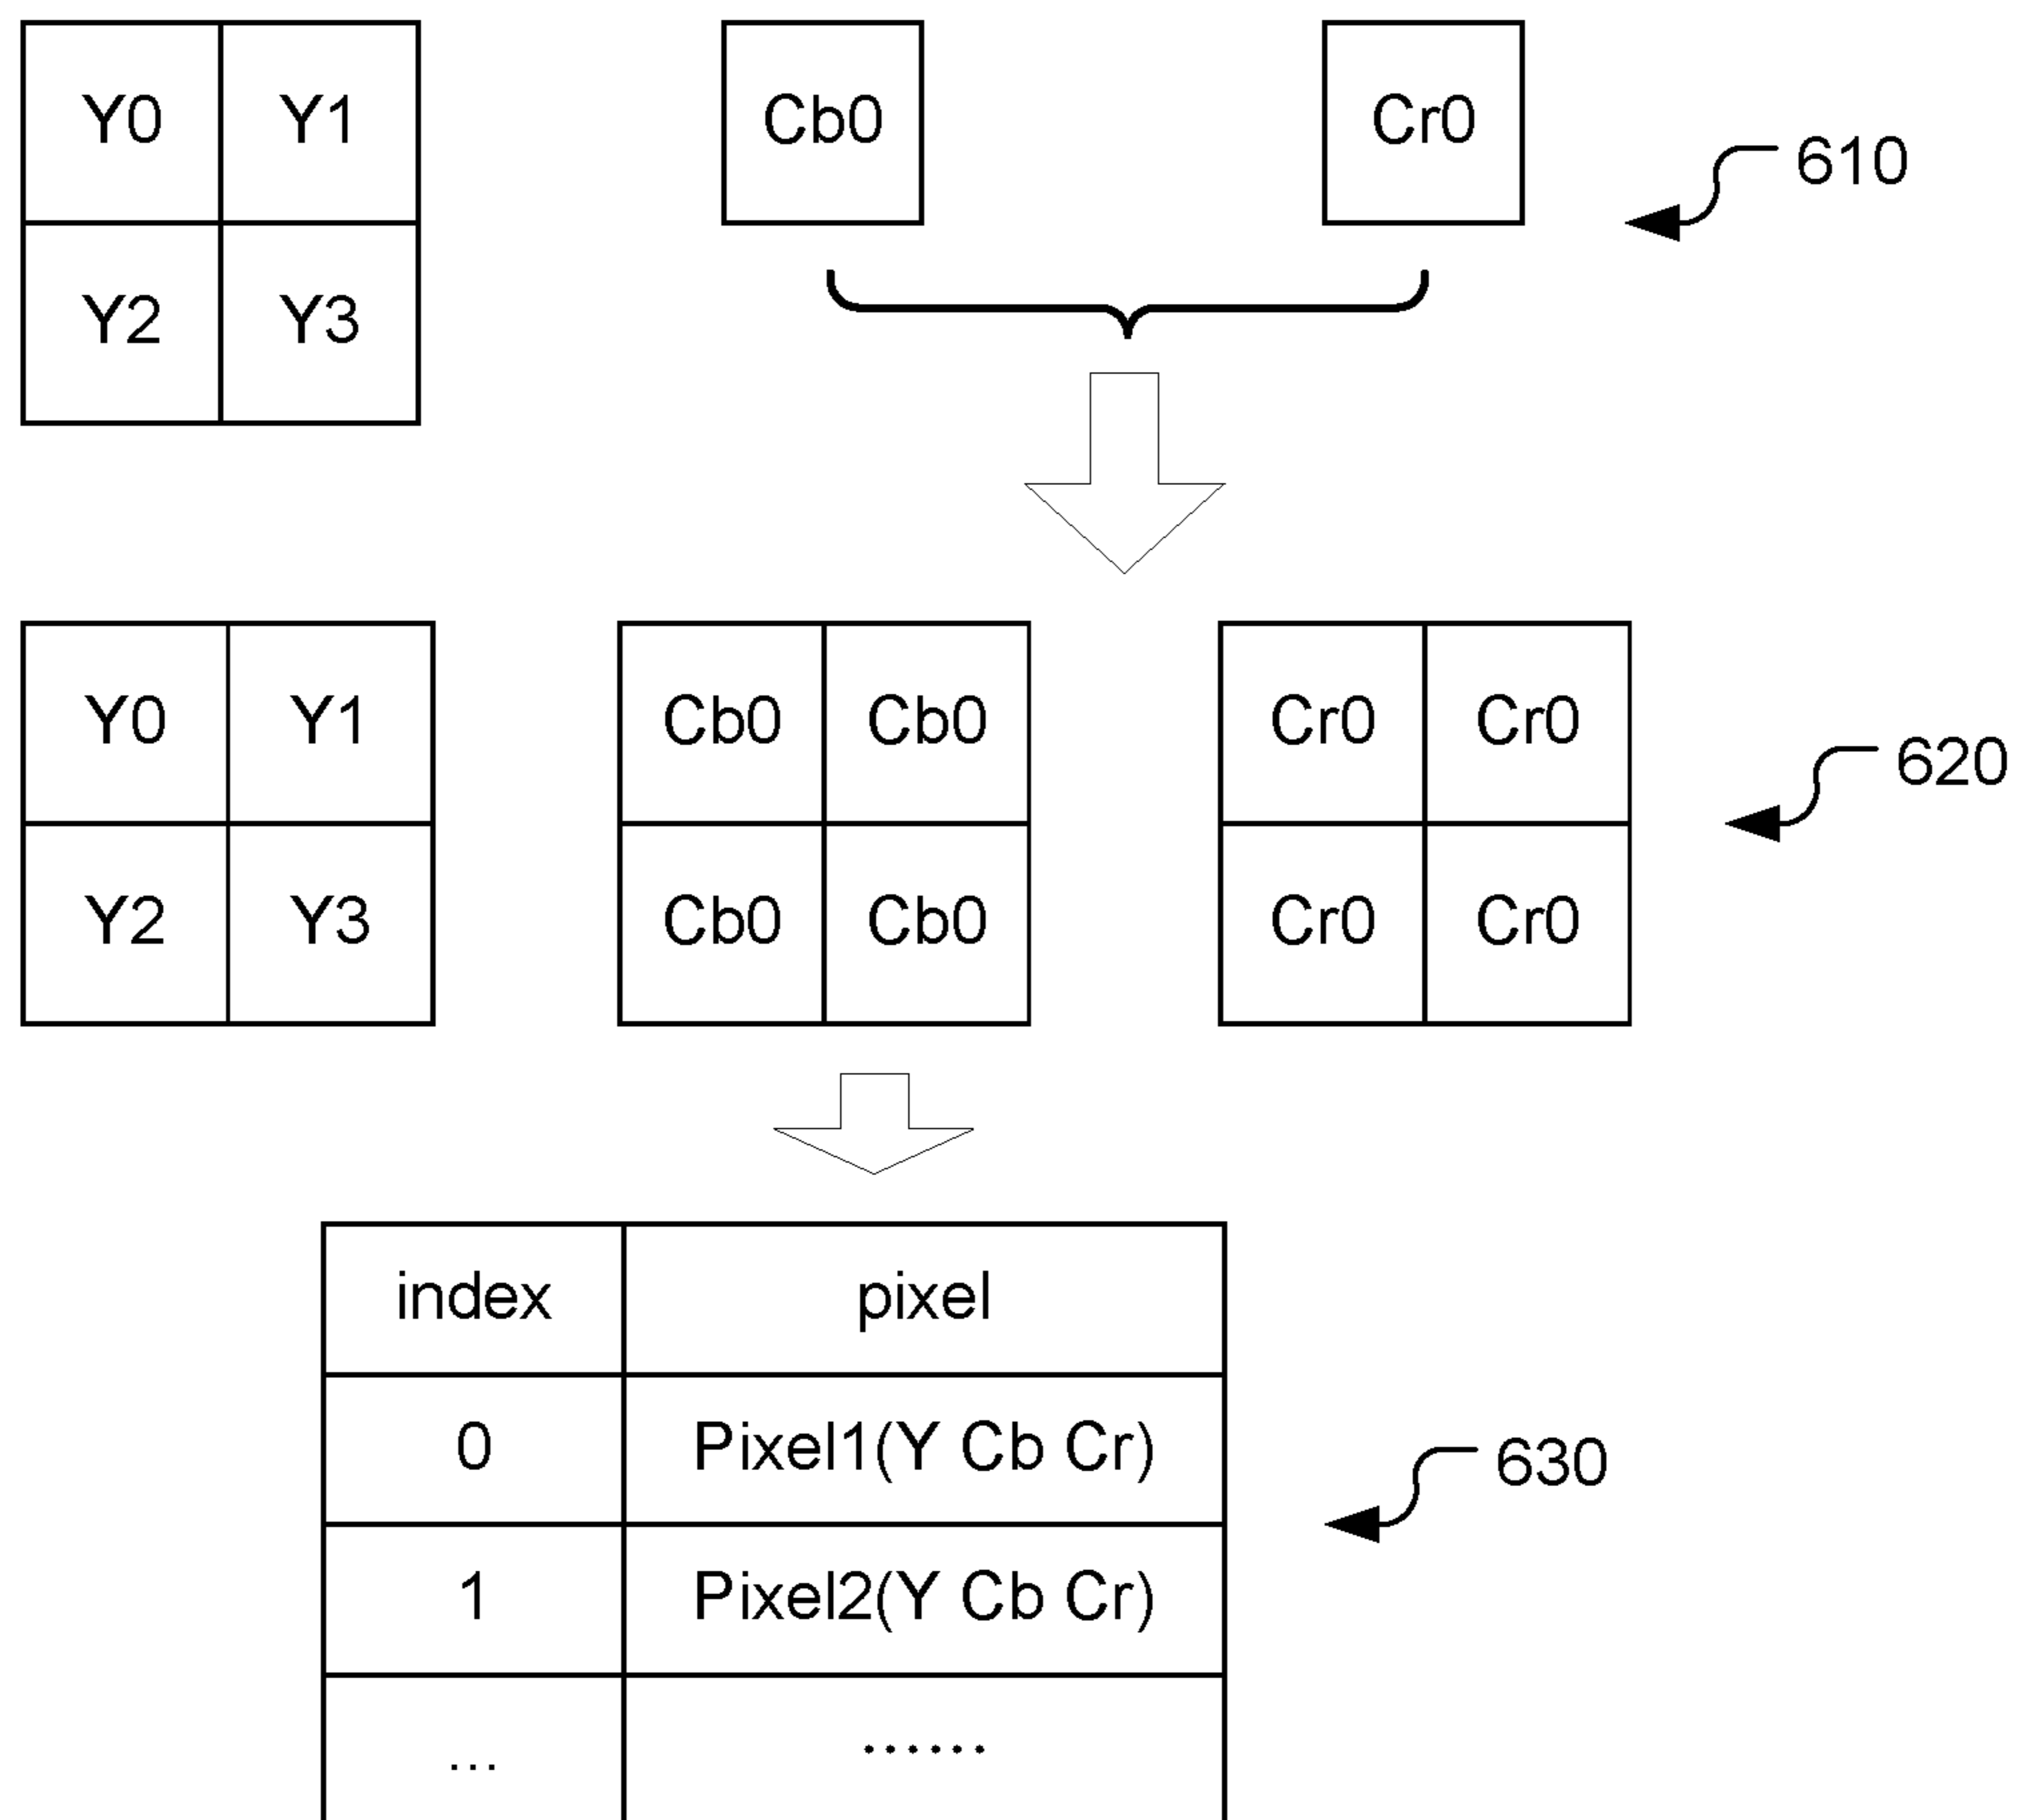 Y0 Y1 Cb0 Cr0
610
Y2 Y3
Y0 Y1 Cb0 Cb0 Cr0 Cr0
620
Y2 Y3 Cb0 Cb0 Cr0 Cr0
index pixel
0 Pixel1(Y Cb Cr)
630
1 Pixel2(Y Cb Cr)
... ......